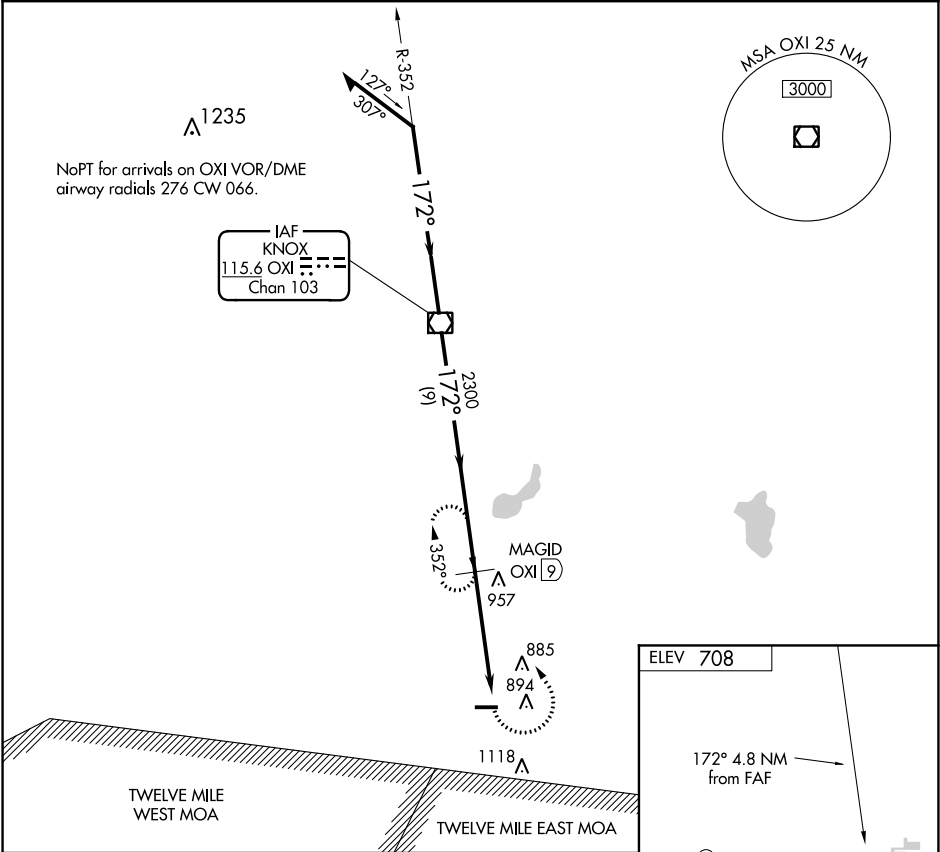 R-352
127°
307°
1235
MSA OXI 25 NM
3000
NoPT for arrivals on OXI VOR/DME
airway radials 276 CW 066.
172°
IAF
KNOX
115.6 OXI
Chan 103
2300
172°
(9)
352°
MAGID
OXI 9
957
885
894
1118
TWELVE MILE
WEST MOA
TWELVE MILE EAST MOA
ELEV 708
172° 4.8 NM
from FAF